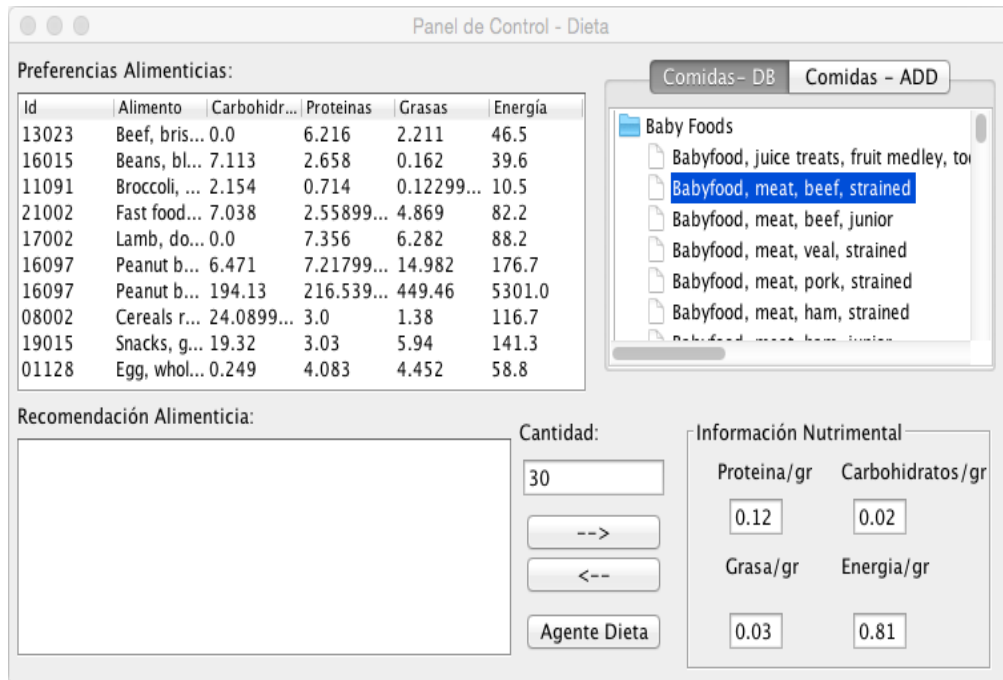 Panel de Control - Dieta
Preferencias Alimenticias:
Id Alimento Carbohidr... Proteinas Grasas Energía
13023 Beef, bris... 0.0 6.216 2.211 46.5
16015 Beans, bl... 7.113 2.658 0.162 39.6
11091 Broccoli, ... 2.154 0.714 0.12299... 10.5
21002 Fast food... 7.038 2.55899... 4.869 82.2
17002 Lamb, do... 0.0 7.356 6.282 88.2
16097 Peanut b... 6.471 7.21799... 14.982 176.7
16097 Peanut b... 194.13 216.539... 449.46 5301.0
08002 Cereals r... 24.0899... 3.0 1.38 116.7
19015 Snacks, g... 19.32 3.03 5.94 141.3
01128 Egg, whol... 0.249 4.083 4.452 58.8
Comidas- DB Comidas - ADD
Baby Foods
Babyfood, juice treats, fruit medley,
Babyfood, meat, beef, strained
Babyfood, meat, beef, junior
Babyfood, meat, veal, strained
Babyfood, meat, pork, strained
Babyfood, meat, ham, strained
Recomendación Alimenticia:
Cantidad:
30
-->
<--
Agente Dieta
Información Nutrimental
Proteina/gr Carbohidratos/gr
0.12 0.02
Grasa/gr Energia/gr
0.03 0.81